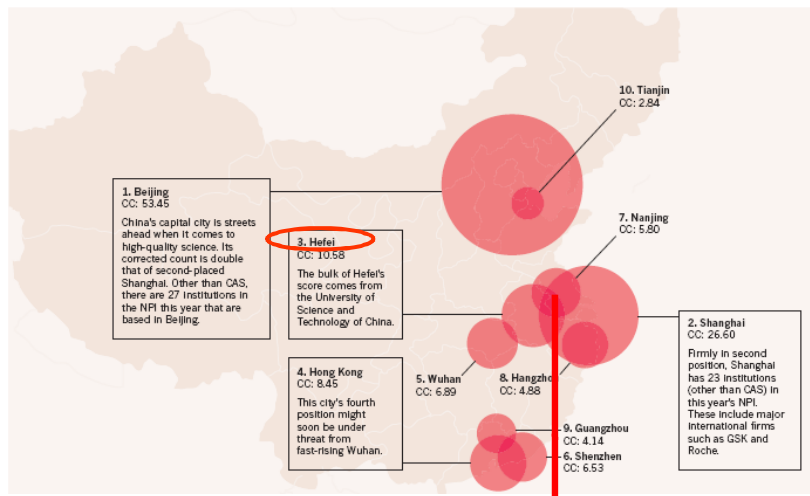 10. Tianjin
CC: 2.84
1. Beijing
CC: 53.45
China's capital city is streets
ahead when it comes to
high-quality science. Its
corrected count is double
that of second-placed
Shanghai. Other than CAS,
there are 27 institutions in
the NPI this year that are
based in Beijing.
7. Nanjing
CC: 5.80
3. Hefei
CC: 10.58
The bulk of Hefei's
score comes from
the University of
Science and
Technology of China.
2. Shanghai
CC: 26.60
Firmly in second
position, Shanghai
has 23 institutions
(other than CAS) in
this year's NPI.
These include major
international firms
such as GSK and
Roche.
4. Hong Kong
CC: 8.45
This city's fourth
position might
soon be under
threat from
fast-rising Wuhan.
5. Wuhan
CC: 6.89
8. Hangzhou
CC: 4.88
9. Guangzhou
CC: 4.14
6. Shenzhen
CC: 6.53